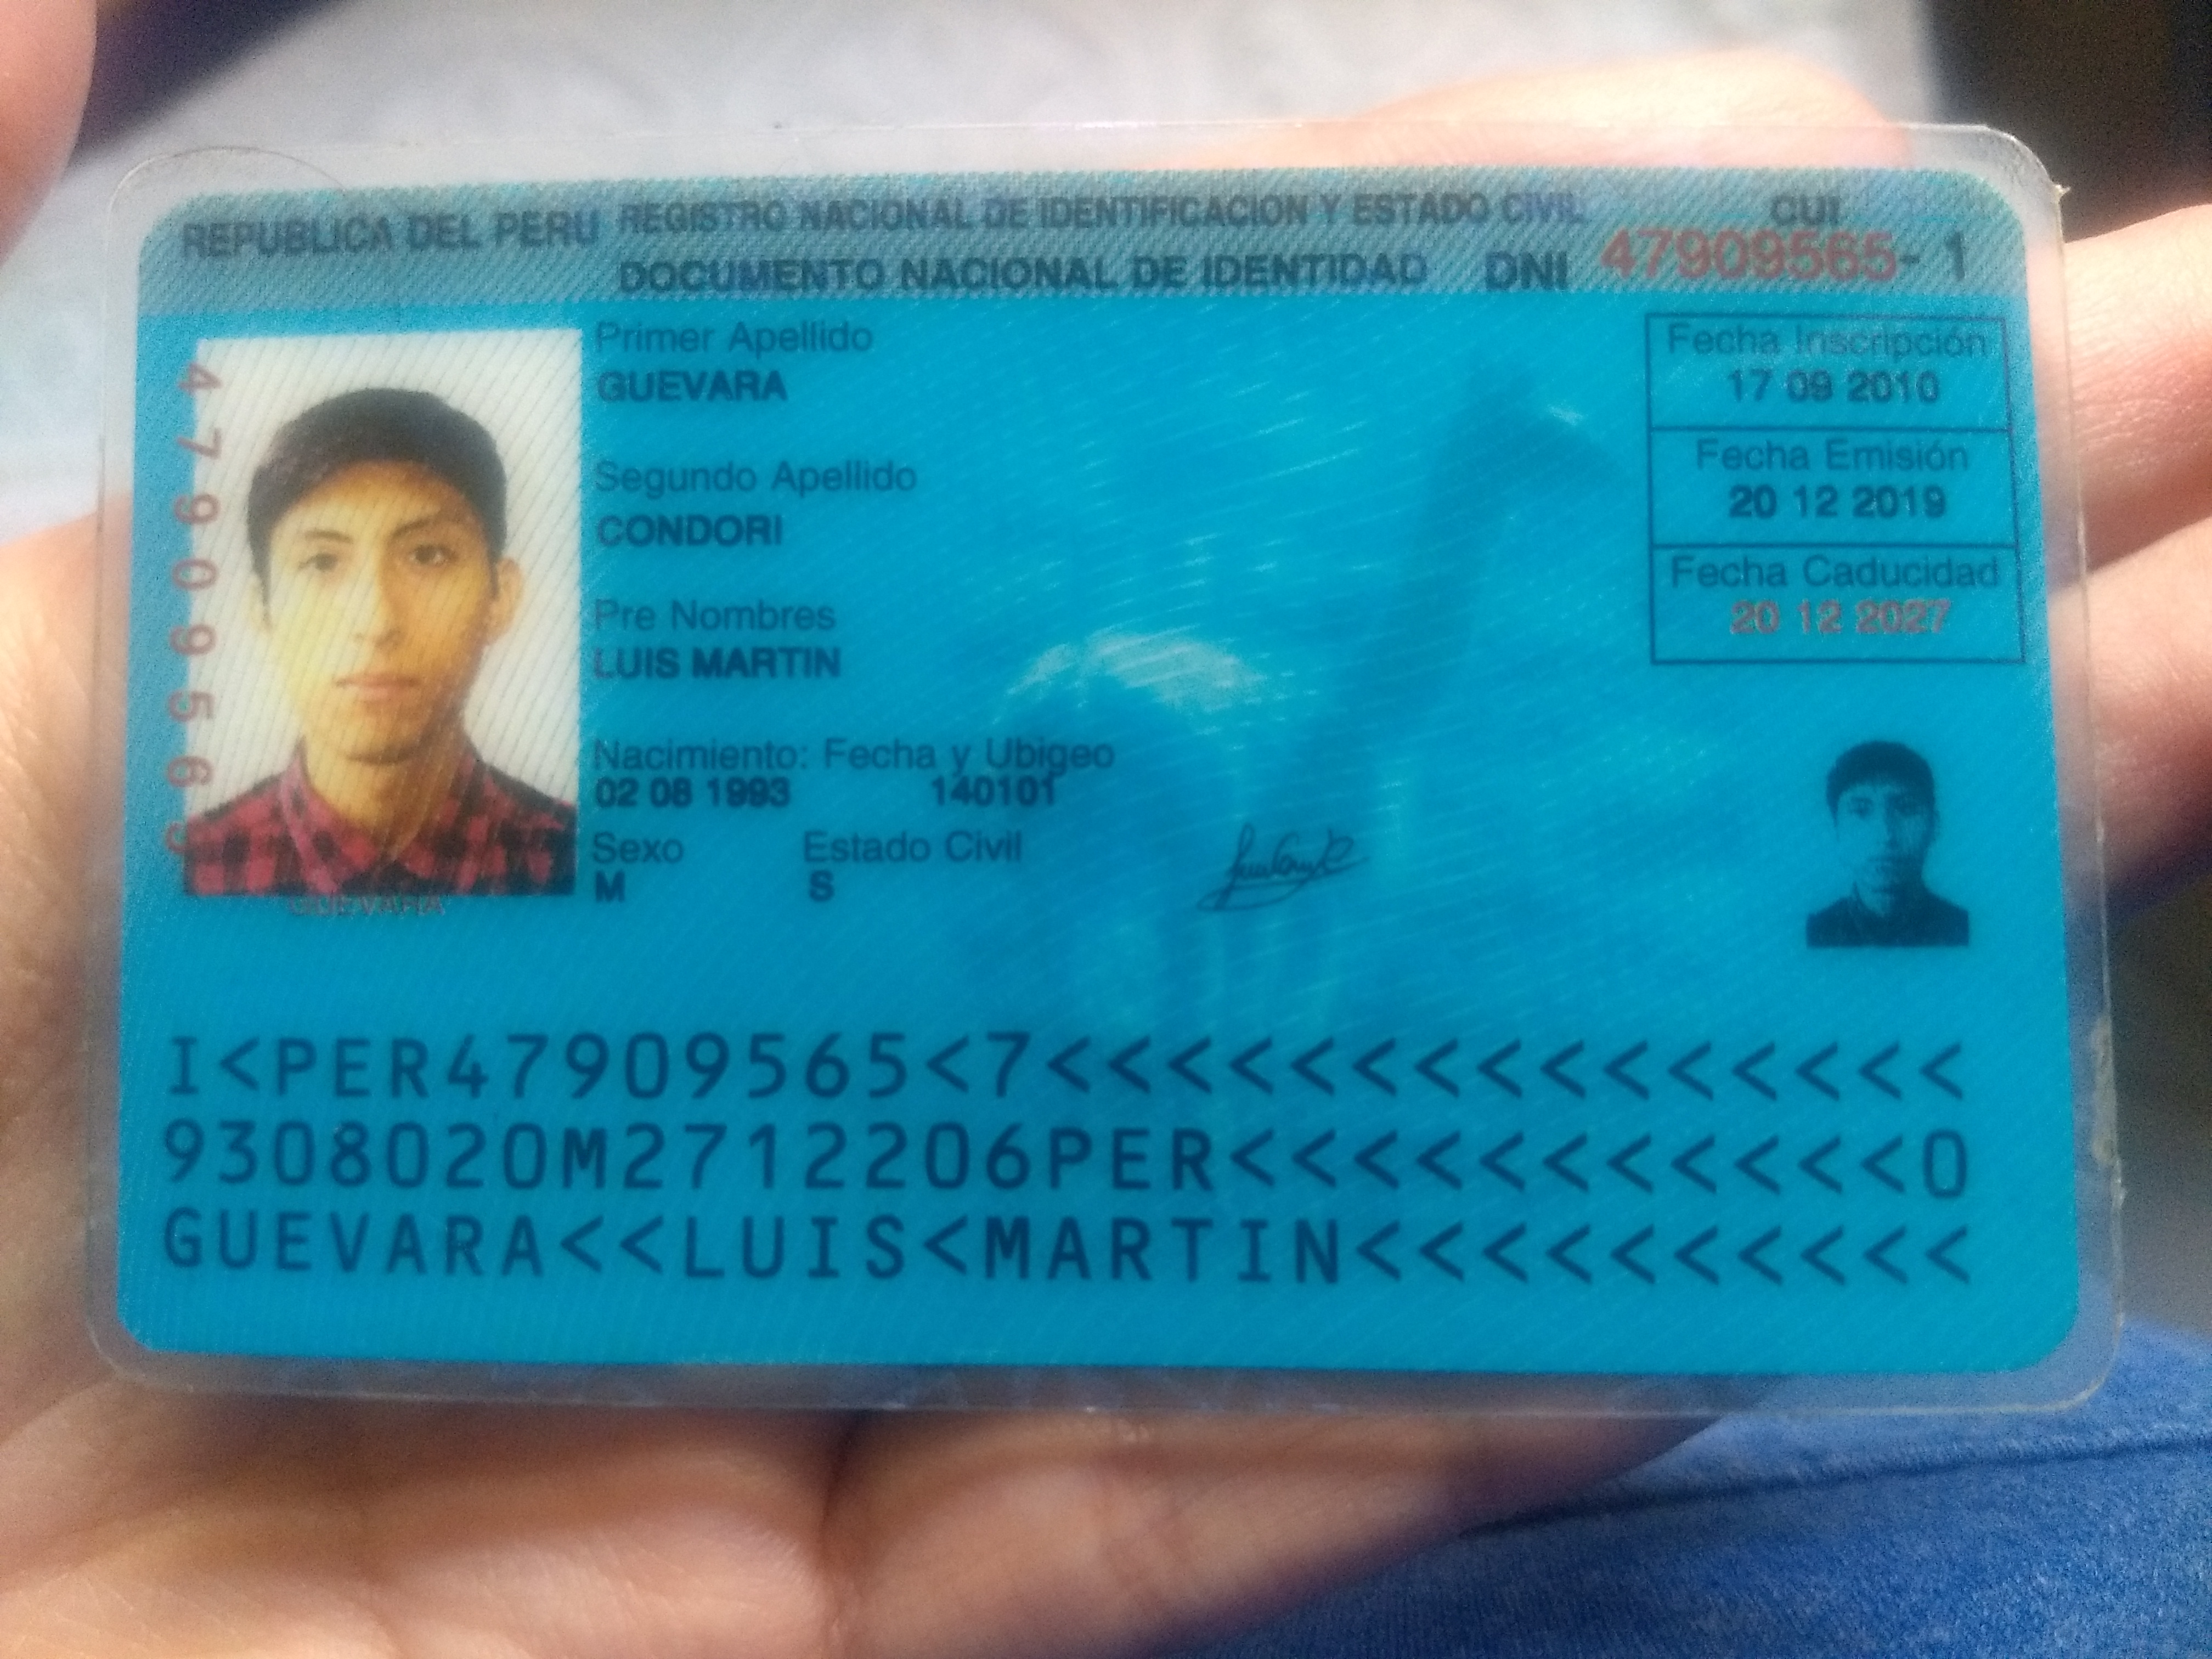 REPUBLICA DEL PERU REGISTRO NACIONAL DE IDENTIFICACION Y ESTADO CIVIL
DOCUMENTO NACIONAL DE IDENTIDAD DNI
CUI
47909565- 1
47909565
Primer Apellido
GUEVARA
Segundo Apellido
CONDORI
Pre Nombres
LUIS MARTIN
Nacimiento: Fecha y Ubigeo
02 08 1993 140101
Sexo Estado Civil
M S
Fecha Inscripción
17 09 2010
Fecha Emisión
20 12 2019
Fecha Caducidad
20 12 2027
GUEVARA
I<PER47909565<7<<<<<<<<<<<<<<<
9308020M2712206PER<<<<<<<<<<<0
GUEVARA<<LUIS<MARTIN<<<<<<<<<<